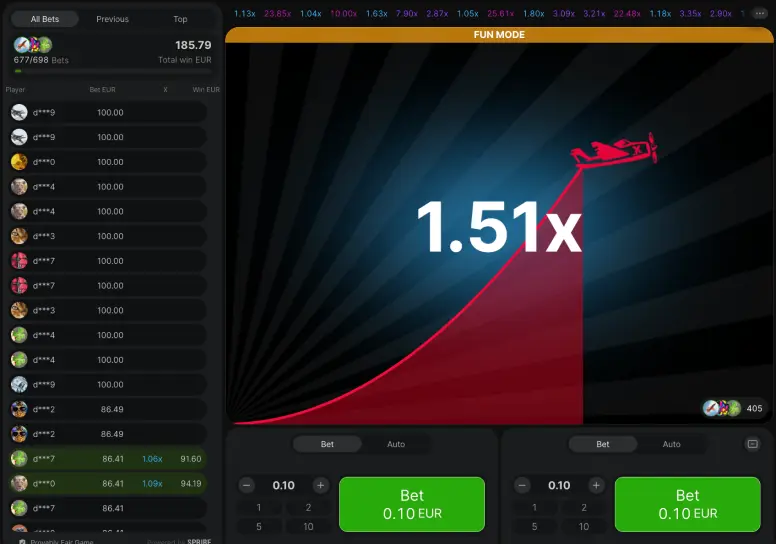 All Bets Previous Top
677/698 Bets
185.79
Total win EUR
Player Bet EUR X Win EUR
d***9 100.00
d***9 100.00
d***0 100.00
d***4 100.00
d***4 100.00
d***3 100.00
d***7 100.00
d***7 100.00
d***3 100.00
d***4 100.00
d***4 100.00
d***9 100.00
d***2 86.49
d***2 86.49
d***7 86.41 1.06x 91.60
d***0 86.41 1.09x 94.19
d***7 86.41
Provably Fair Game Powered by SPRIBE
1.13x 23.85x 1.04x 10.00x 1.63x 7.90x 2.87x 1.05x 25.61x 1.80x 3.09x 3.21x 22.48x 1.18x 3.35x 2.90x
FUN MODE
X
1.51x
405
Bet Auto
0.10
1 2
5 10
Bet
0.10 EUR
Bet Auto
0.10
1 2
5 10
Bet
0.10 EUR